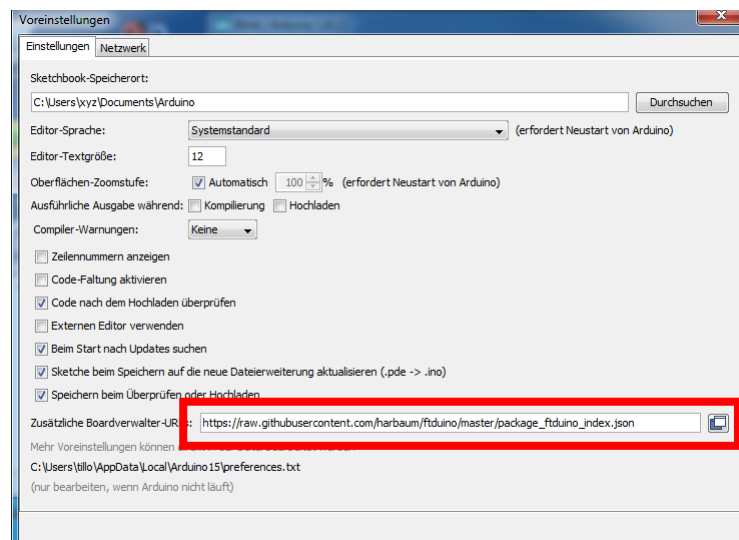 Voreinstellungen
Einstellungen Netzwerk
Sketchbook-Speicherort:
C:\Users\xyz\Documents\Arduino Durchsuchen
Editor-Sprache: Systemstandard (erfordert Neustart von Arduino)
Editor-Textgröße: 12
Oberflächen-Zoomstufe: Automatisch 100 % (erfordert Neustart von Arduino)
Ausführliche Ausgabe während: Kompilierung Hochladen
Compiler-Warnungen: Keine
Zeilennummern anzeigen
Code-Faltung aktivieren
Code nach dem Hochladen überprüfen
Externen Editor verwenden
Beim Start nach Updates suchen
Sketche beim Speichern auf die neue Dateierweiterung aktualisieren (.pde -> .ino)
Speichern beim Überprüfen oder Hochladen
Zusätzliche Boardverwalter-URLs: https://raw.githubusercontent.com/harbaum/ftduino/master/package_ftduino_index.json
Mehr Voreinstellungen können
C:\Users\tillo\AppData\Local\Arduino15\preferences.txt
(nur bearbeiten, wenn Arduino nicht läuft)